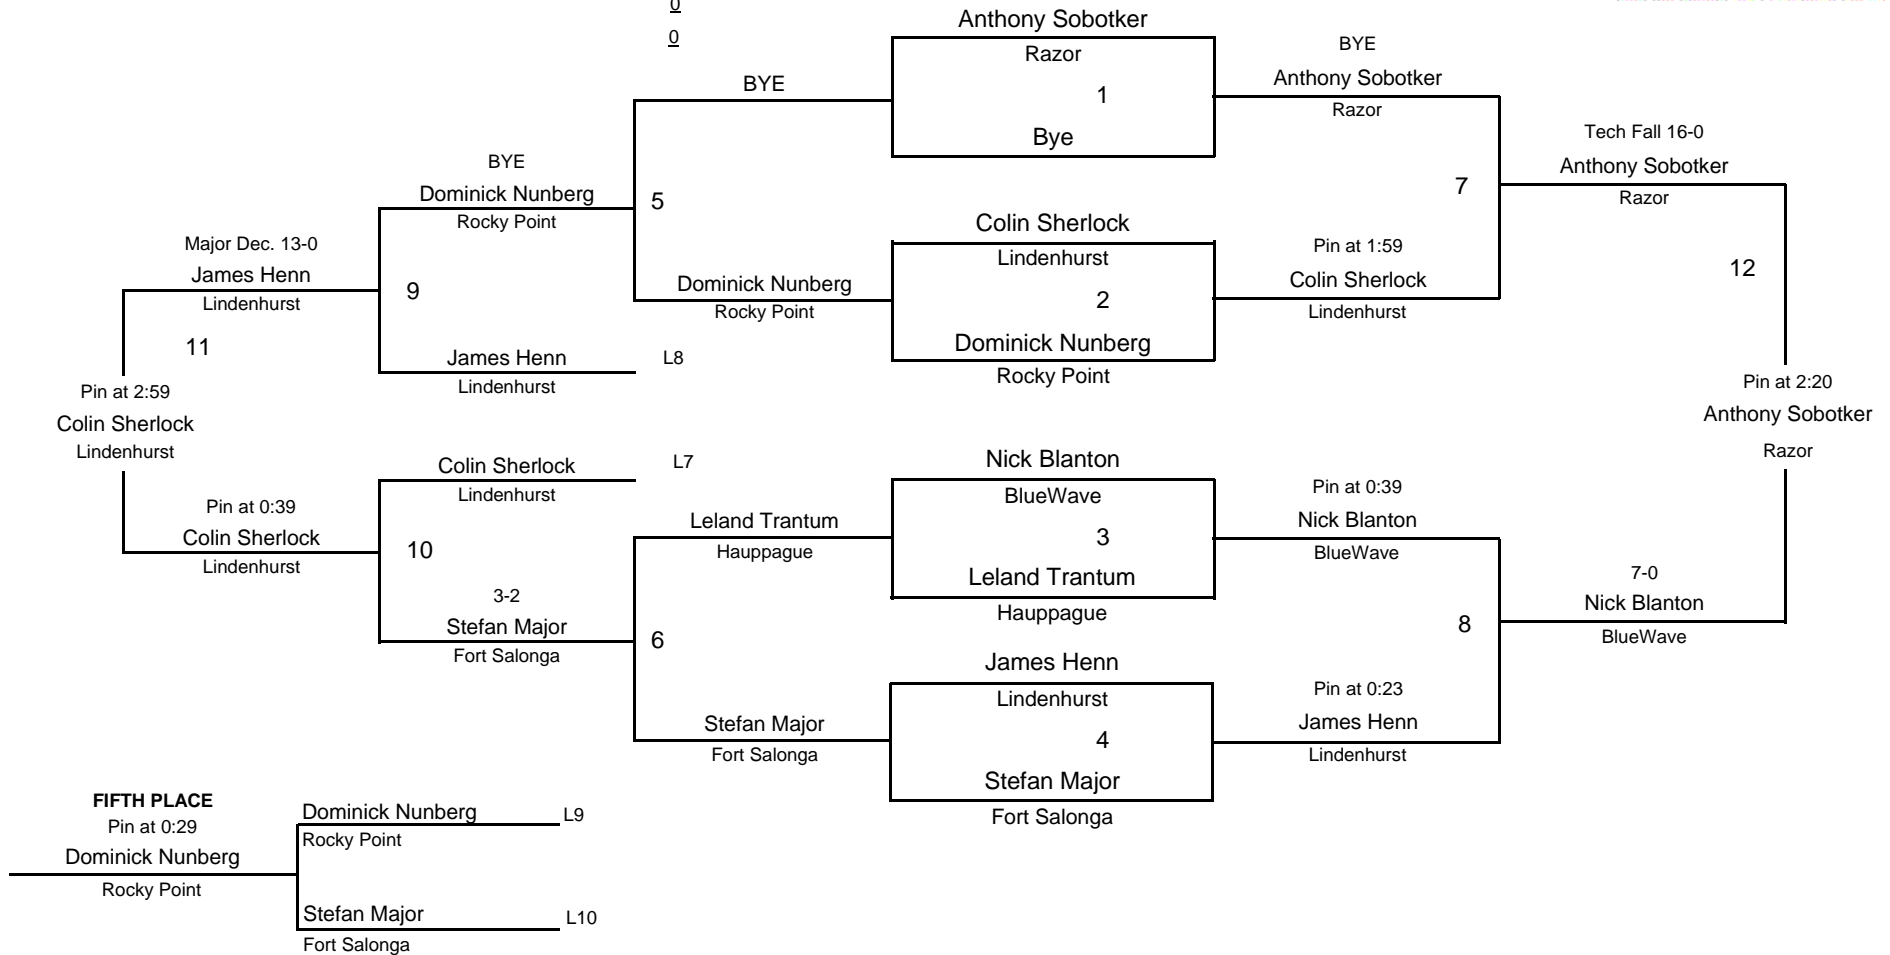 0
0
Anthony Sobotker
Razor
1
Bye
BYE
Anthony Sobotker
Razor
BYE
Tech Fall 16-0
Anthony Sobotker
Razor
7
12
BYE
Dominick Nunberg
Rocky Point
5
Colin Sherlock
Lindenhurst
2
Dominick Nunberg
Rocky Point
Pin at 1:59
Colin Sherlock
Lindenhurst
Dominick Nunberg
Rocky Point
Major Dec. 13-0
James Henn
Lindenhurst
9
11
James Henn
Lindenhurst
L8
Pin at 2:59
Colin Sherlock
Lindenhurst
Pin at 2:20
Anthony Sobotker
Razor
Colin Sherlock
Lindenhurst
L7
Nick Blanton
BlueWave
3
Leland Trantum
Hauppague
Pin at 0:39
Nick Blanton
BlueWave
Pin at 0:39
Colin Sherlock
Lindenhurst
10
Leland Trantum
Hauppague
7-0
Nick Blanton
BlueWave
8
3-2
Stefan Major
Fort Salonga
6
James Henn
Lindenhurst
4
Stefan Major
Fort Salonga
Pin at 0:23
James Henn
Lindenhurst
Stefan Major
Fort Salonga
FIFTH PLACE
Pin at 0:29
Dominick Nunberg
Rocky Point
Dominick Nunberg
L9
Rocky Point
Stefan Major
L10
Fort Salonga